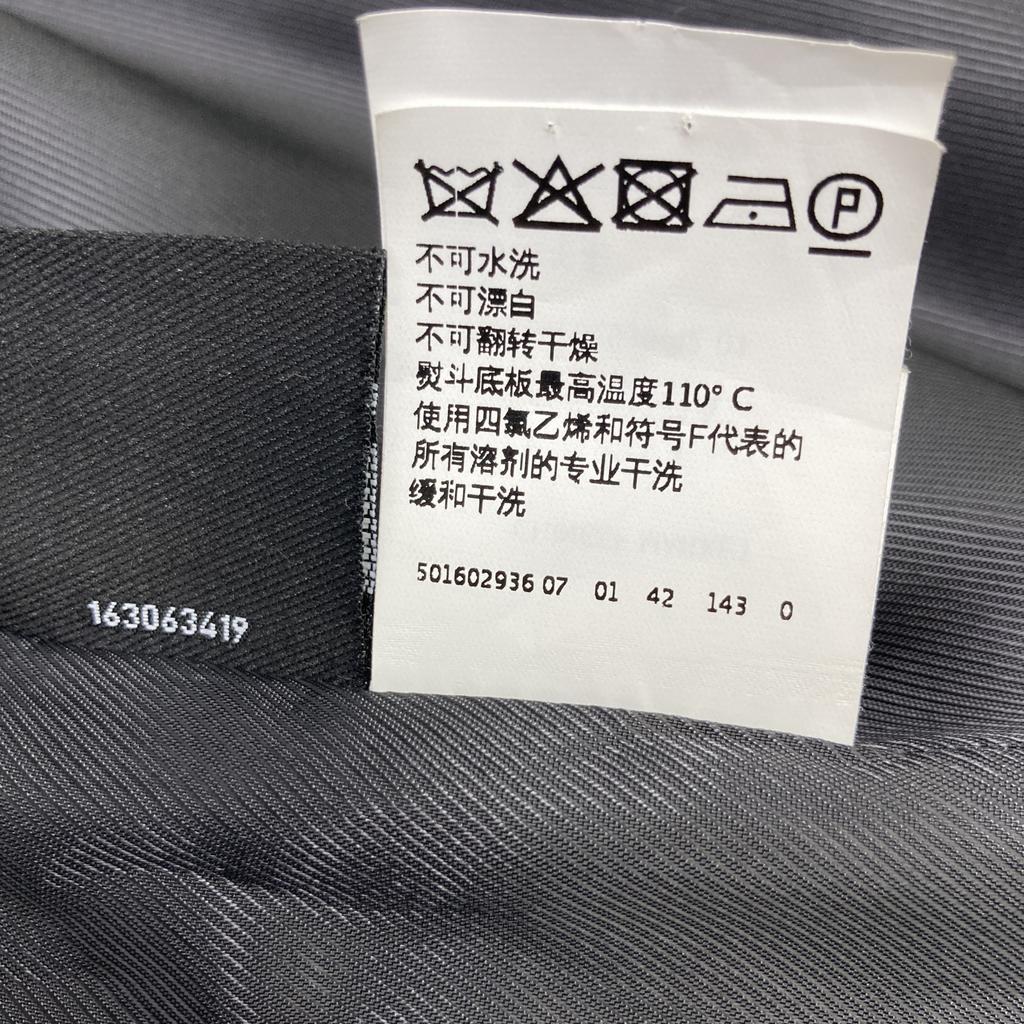 P
不可水洗
不可漂白
不可翻转干燥
熨斗底板最高温度110° C
使用四氯乙烯和符号F代表的
所有溶剂的专业干洗
缓和干洗
501602936 07 01 42 143 0
163063419